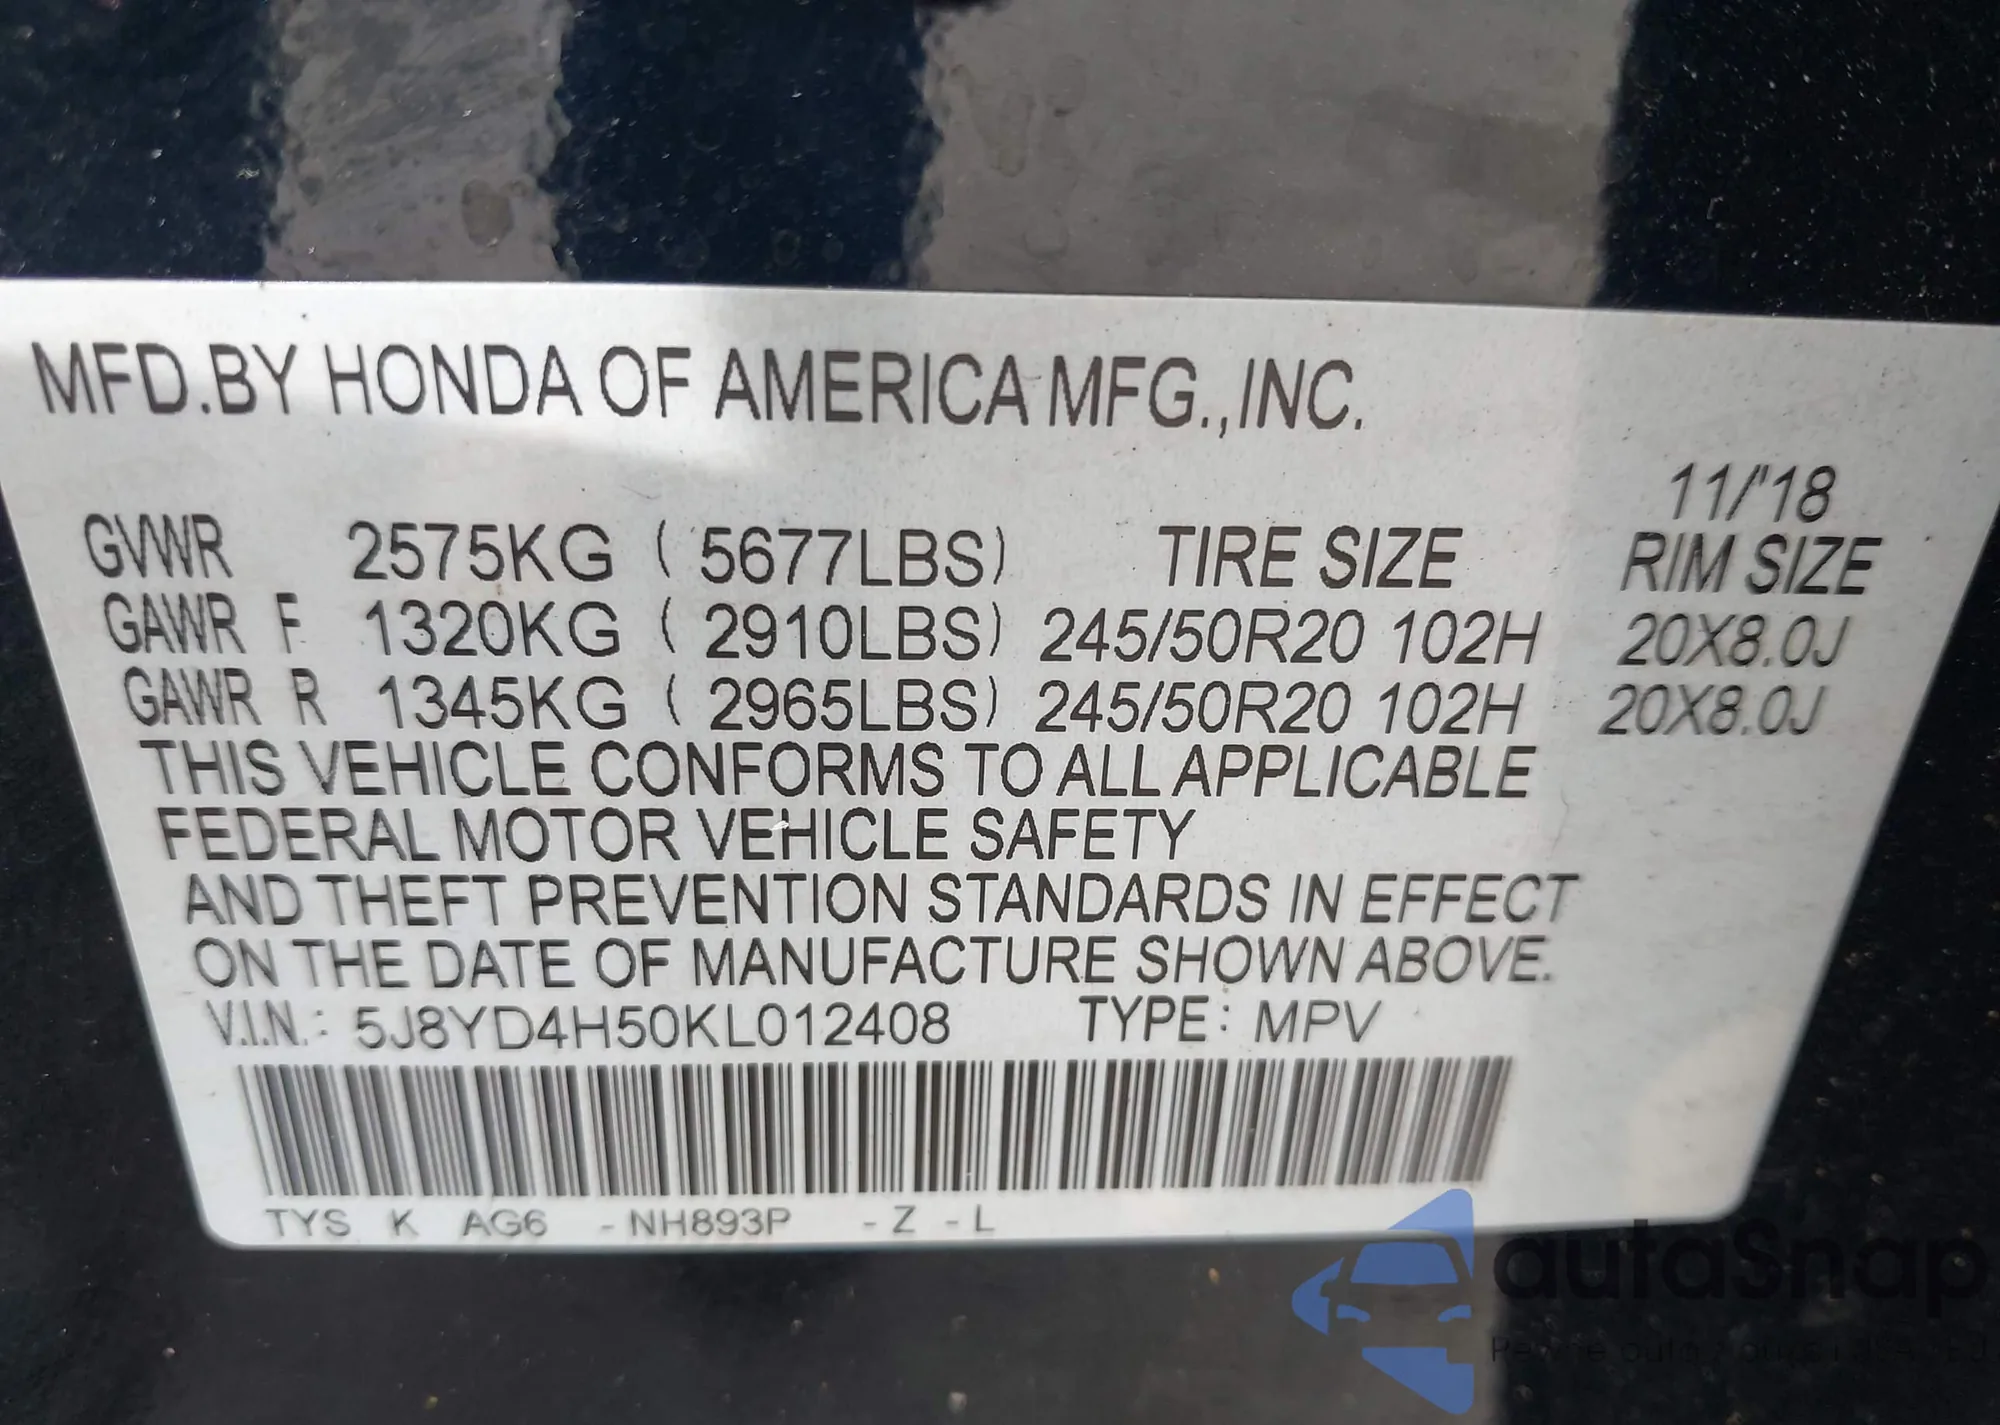 MFD.BY HONDA OF AMERICA MFG.,INC.
11/'18
GVWR 2575KG ( 5677LBS) TIRE SIZE RIM SIZE
GAWR F 1320KG ( 2910LBS) 245/50R20 102H 20X8.0J
GAWR R 1345KG ( 2965LBS) 245/50R20 102H 20X8.0J
THIS VEHICLE CONFORMS TO ALL APPLICABLE
FEDERAL MOTOR VEHICLE SAFETY
AND THEFT PREVENTION STANDARDS IN EFFECT
ON THE DATE OF MANUFACTURE SHOWN ABOVE.
V.I.N.: 5J8YD4H50KL012408 TYPE: MPV
TYS K AG6 -NH893P -Z -L
autoSnap